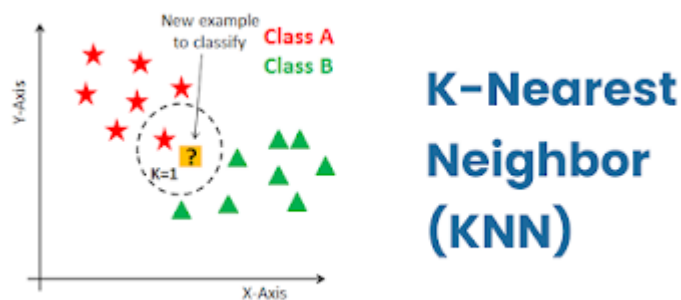 New example
to classify
Class A
Class B
Y-Axis
?
K=1
X-Axis
K-Nearest
Neighbor
(KNN)